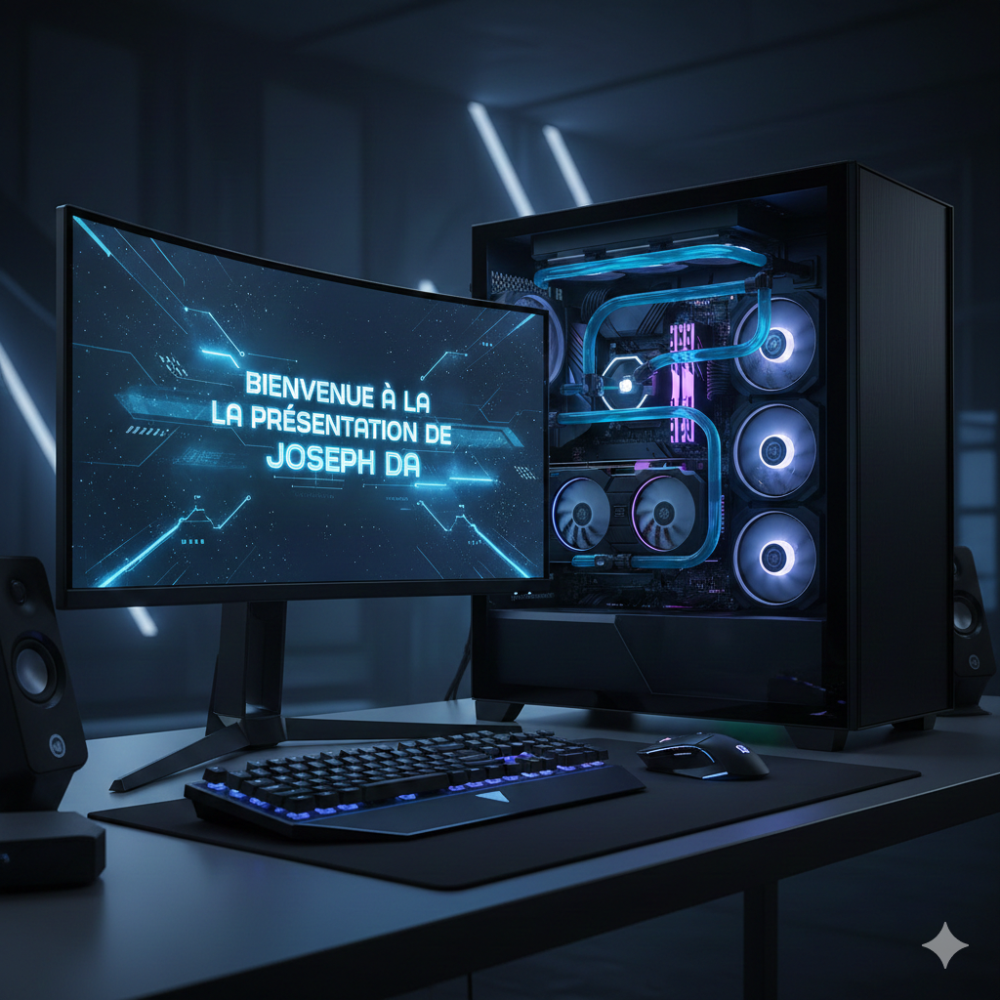 BIENVENUE À LA
LA PRÉSENTATION DE
JOSEPH DA